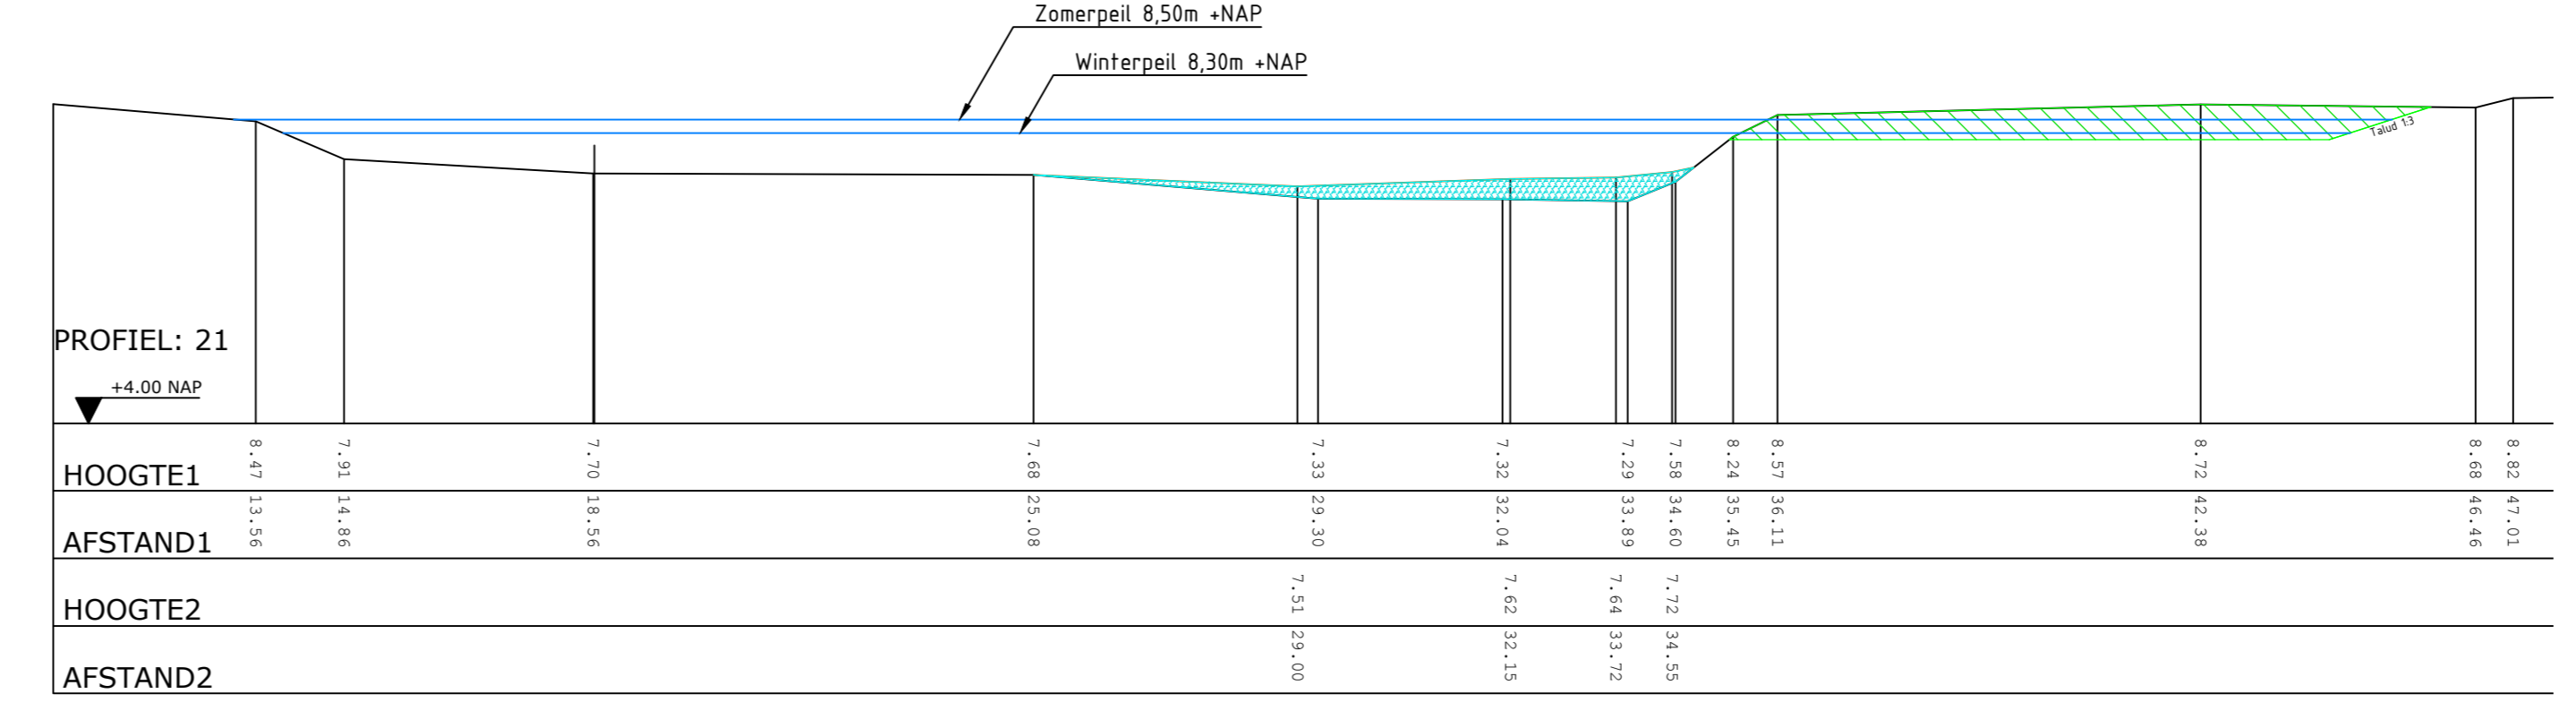 Zomerpeil 8,50m +NAP
Winterpeil 8,30m +NAP
Talud 1:3
PROFIEL: 21
+4.00 NAP
HOOGTE1 8.47 7.91 7.70 7.68 7.33 7.32 7.29 7.58 8.24 8.57 8.72 8.68 8.82
AFSTAND1 13.56 14.86 18.56 25.08 29.30 32.04 33.89 34.60 35.45 36.11 42.38 46.46 47.01
HOOGTE2 7.51 7.62 7.64 7.72
AFSTAND2 29.00 32.15 33.72 34.55